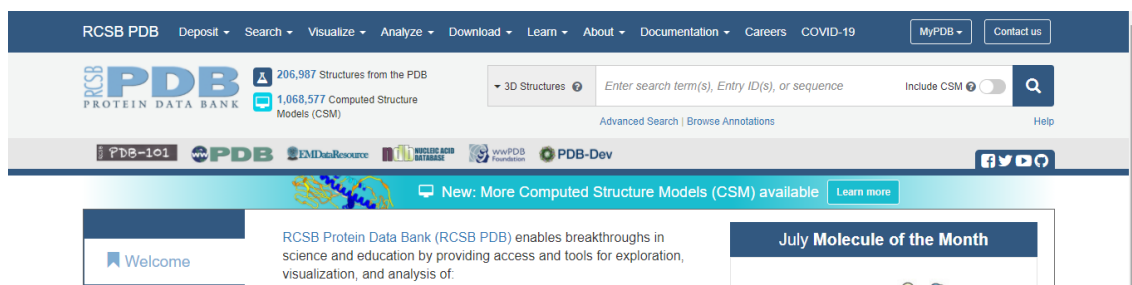 RCSB PDB Deposit Search Visualize Analyze Download Learn About Documentation Careers COVID-19 MyPDB Contact us
RCSB
PDB
PROTEIN DATA BANK
206,987 Structures from the PDB
1,068,577 Computed Structure
Models (CSM)
3D Structures Enter search term(s), Entry ID(s), or sequence Include CSM
Advanced Search | Browse Annotations Help
PDB-101 PDB EMDataResource NUCLEIC ACID DATABASE wwPDB Foundation PDB-Dev
New: More Computed Structure Models (CSM) available Learn more
Welcome
RCSB Protein Data Bank (RCSB PDB) enables breakthroughs in
science and education by providing access and tools for exploration,
visualization, and analysis of:
July Molecule of the Month